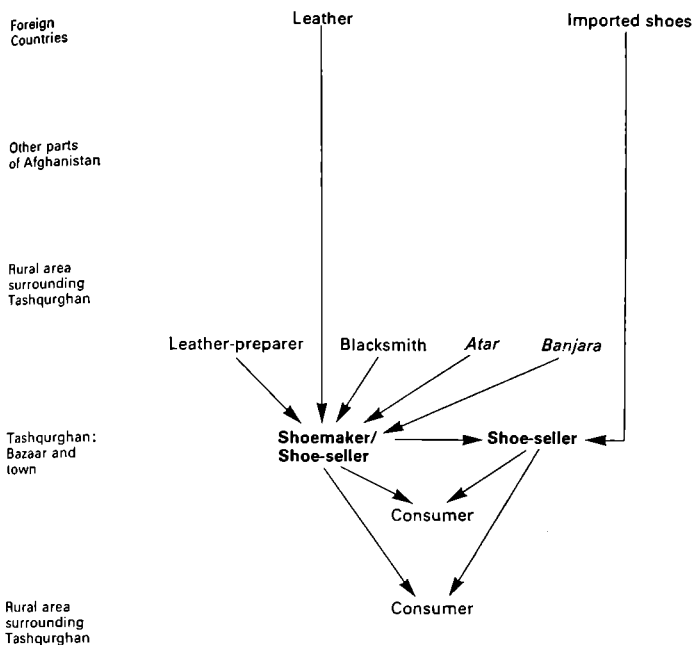 Foreign
Countries
Leather
Imported shoes
Other parts
of Afghanistan
Rural area
surrounding
Tashqurghan
Leather-preparer
Blacksmith
Atar
Banjara
Tashqurghan:
Bazaar and
town
Shoemaker/
Shoe-seller
Shoe-seller
Consumer
Rural area
surrounding
Tashqurghan
Consumer